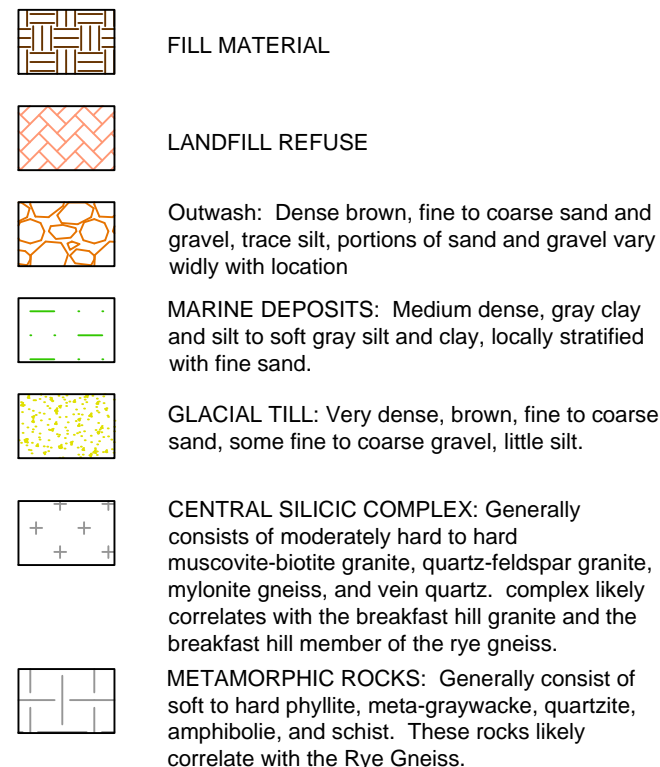 FILL MATERIAL
LANDFILL REFUSE
Outwash:  Dense brown, fine to coarse sand and
gravel, trace silt, portions of sand and gravel vary
widly with location
MARINE DEPOSITS:  Medium dense, gray clay
and silt to soft gray silt and clay, locally stratified
with fine sand.
GLACIAL TILL: Very dense, brown, fine to coarse
sand, some fine to coarse gravel, little silt.
CENTRAL SILICIC COMPLEX: Generally
consists of moderately hard to hard
muscovite-biotite granite, quartz-feldspar granite,
mylonite gneiss, and vein quartz.  complex likely
correlates with the breakfast hill granite and the
breakfast hill member of the rye gneiss.
METAMORPHIC ROCKS:  Generally consist of
soft to hard phyllite, meta-graywacke, quartzite,
amphibolie, and schist.  These rocks likely
correlate with the Rye Gneiss.